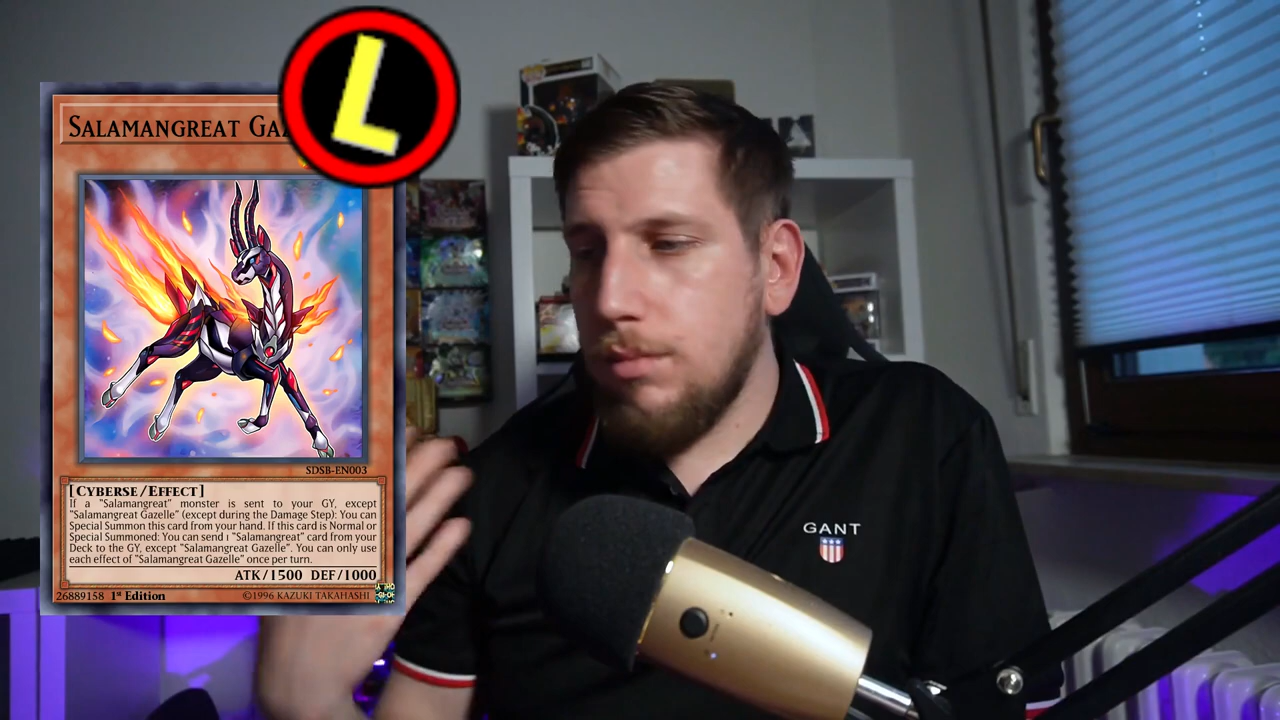 L
SALAMANGREAT GAZ
SDSB-EN003
[CYBERSE/EFFECT]
If a "Salamangreat" monster is sent to your GY, except
"Salamangreat Gazelle" (except during the Damage Step): You can
Special Summon this card from your hand. If this card is Normal or
Special Summoned: You can send 1 "Salamangreat" card from your
Deck to the GY, except "Salamangreat Gazelle". You can only use
each effect of "Salamangreat Gazelle" once per turn.
ATK/1500 DEF/1000
26889158 1st Edition ©1996 KAZUKI TAKAHASHI
GANT